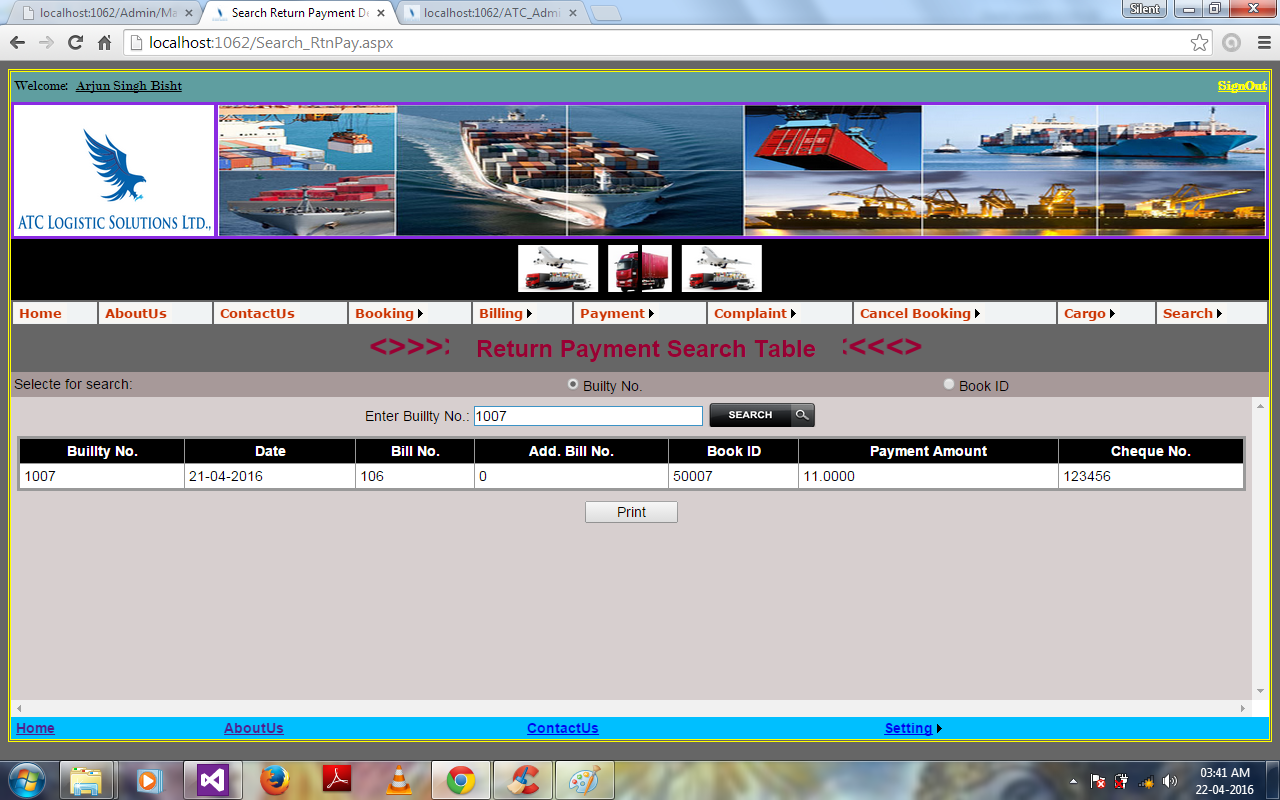 localhost:1062/Admin/Ma
Search Return Payment De
localhost:1062/ATC_Admi
Silent
localhost:1062/Search_RtnPay.aspx
Welcome: Arjun Singh Bisht
SignOut
ATC LOGISTIC SOLUTIONS LTD.,
Home AboutUs ContactUs Booking Billing Payment Complaint Cancel Booking Cargo Search
<>>>: Return Payment Search Table :<<<>
Selecte for search: Builty No. Book ID
Enter Buillty No.: 1007 SEARCH
Buillty No. Date Bill No. Add. Bill No. Book ID Payment Amount Cheque No.
1007 21-04-2016 106 0 50007 11.0000 123456
Print
Home AboutUs ContactUs Setting
03:41 AM
22-04-2016